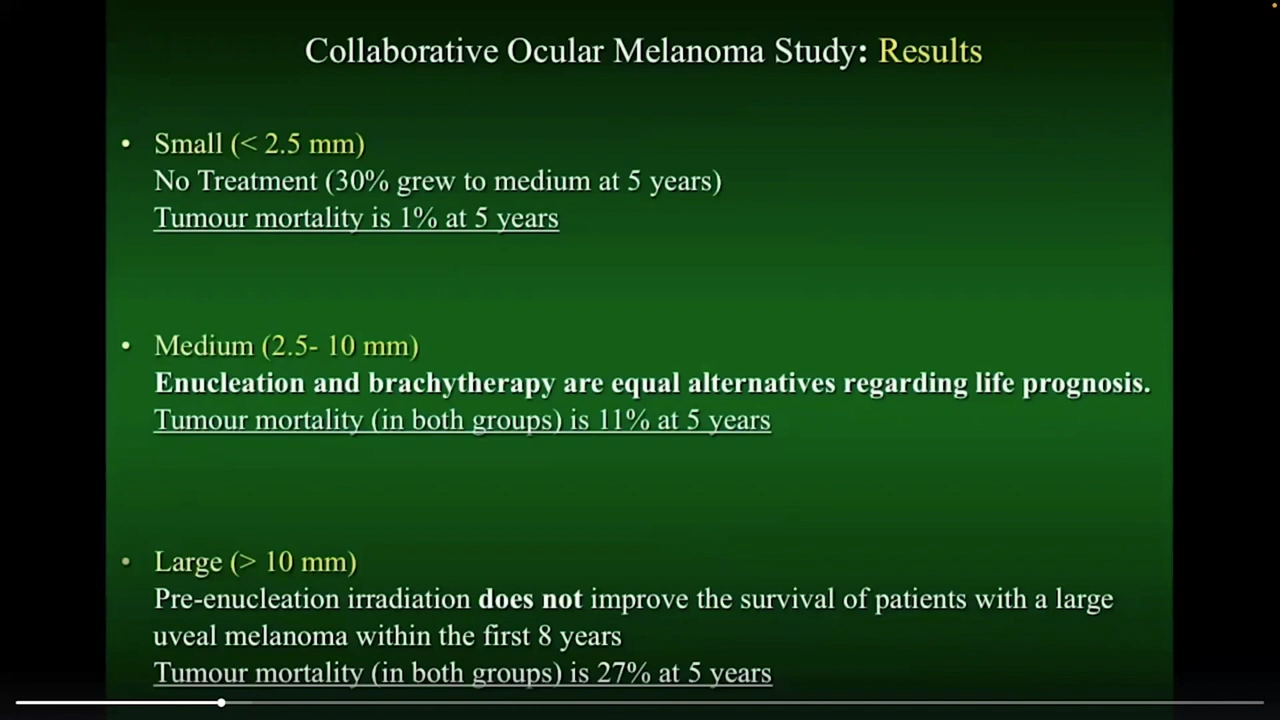 Collaborative Ocular Melanoma Study: Results
• Small (< 2.5 mm)
No Treatment (30% grew to medium at 5 years)
Tumour mortality is 1% at 5 years
• Medium (2.5- 10 mm)
Enucleation and brachytherapy are equal alternatives regarding life prognosis.
Tumour mortality (in both groups) is 11% at 5 years
• Large (> 10 mm)
Pre-enucleation irradiation does not improve the survival of patients with a large
uveal melanoma within the first 8 years
Tumour mortality (in both groups) is 27% at 5 years